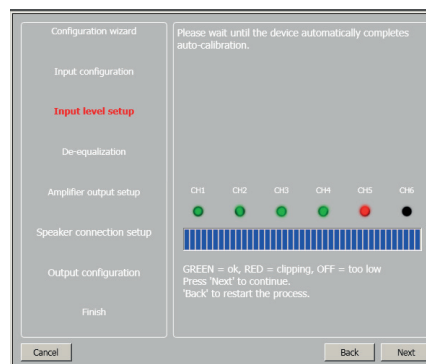 Configuration wizard
Input configuration
Input level setup
De-equalization
Amplifier output setup
Speaker connection setup
Output configuration
Finish
Please wait until the device automatically completes
auto-calibration.
CH1 CH2 CH3 CH4 CH5 CH6
GREEN = ok, RED = clipping, OFF = too low
Press 'Next' to continue.
'Back' to restart the process.
Cancel Back Next